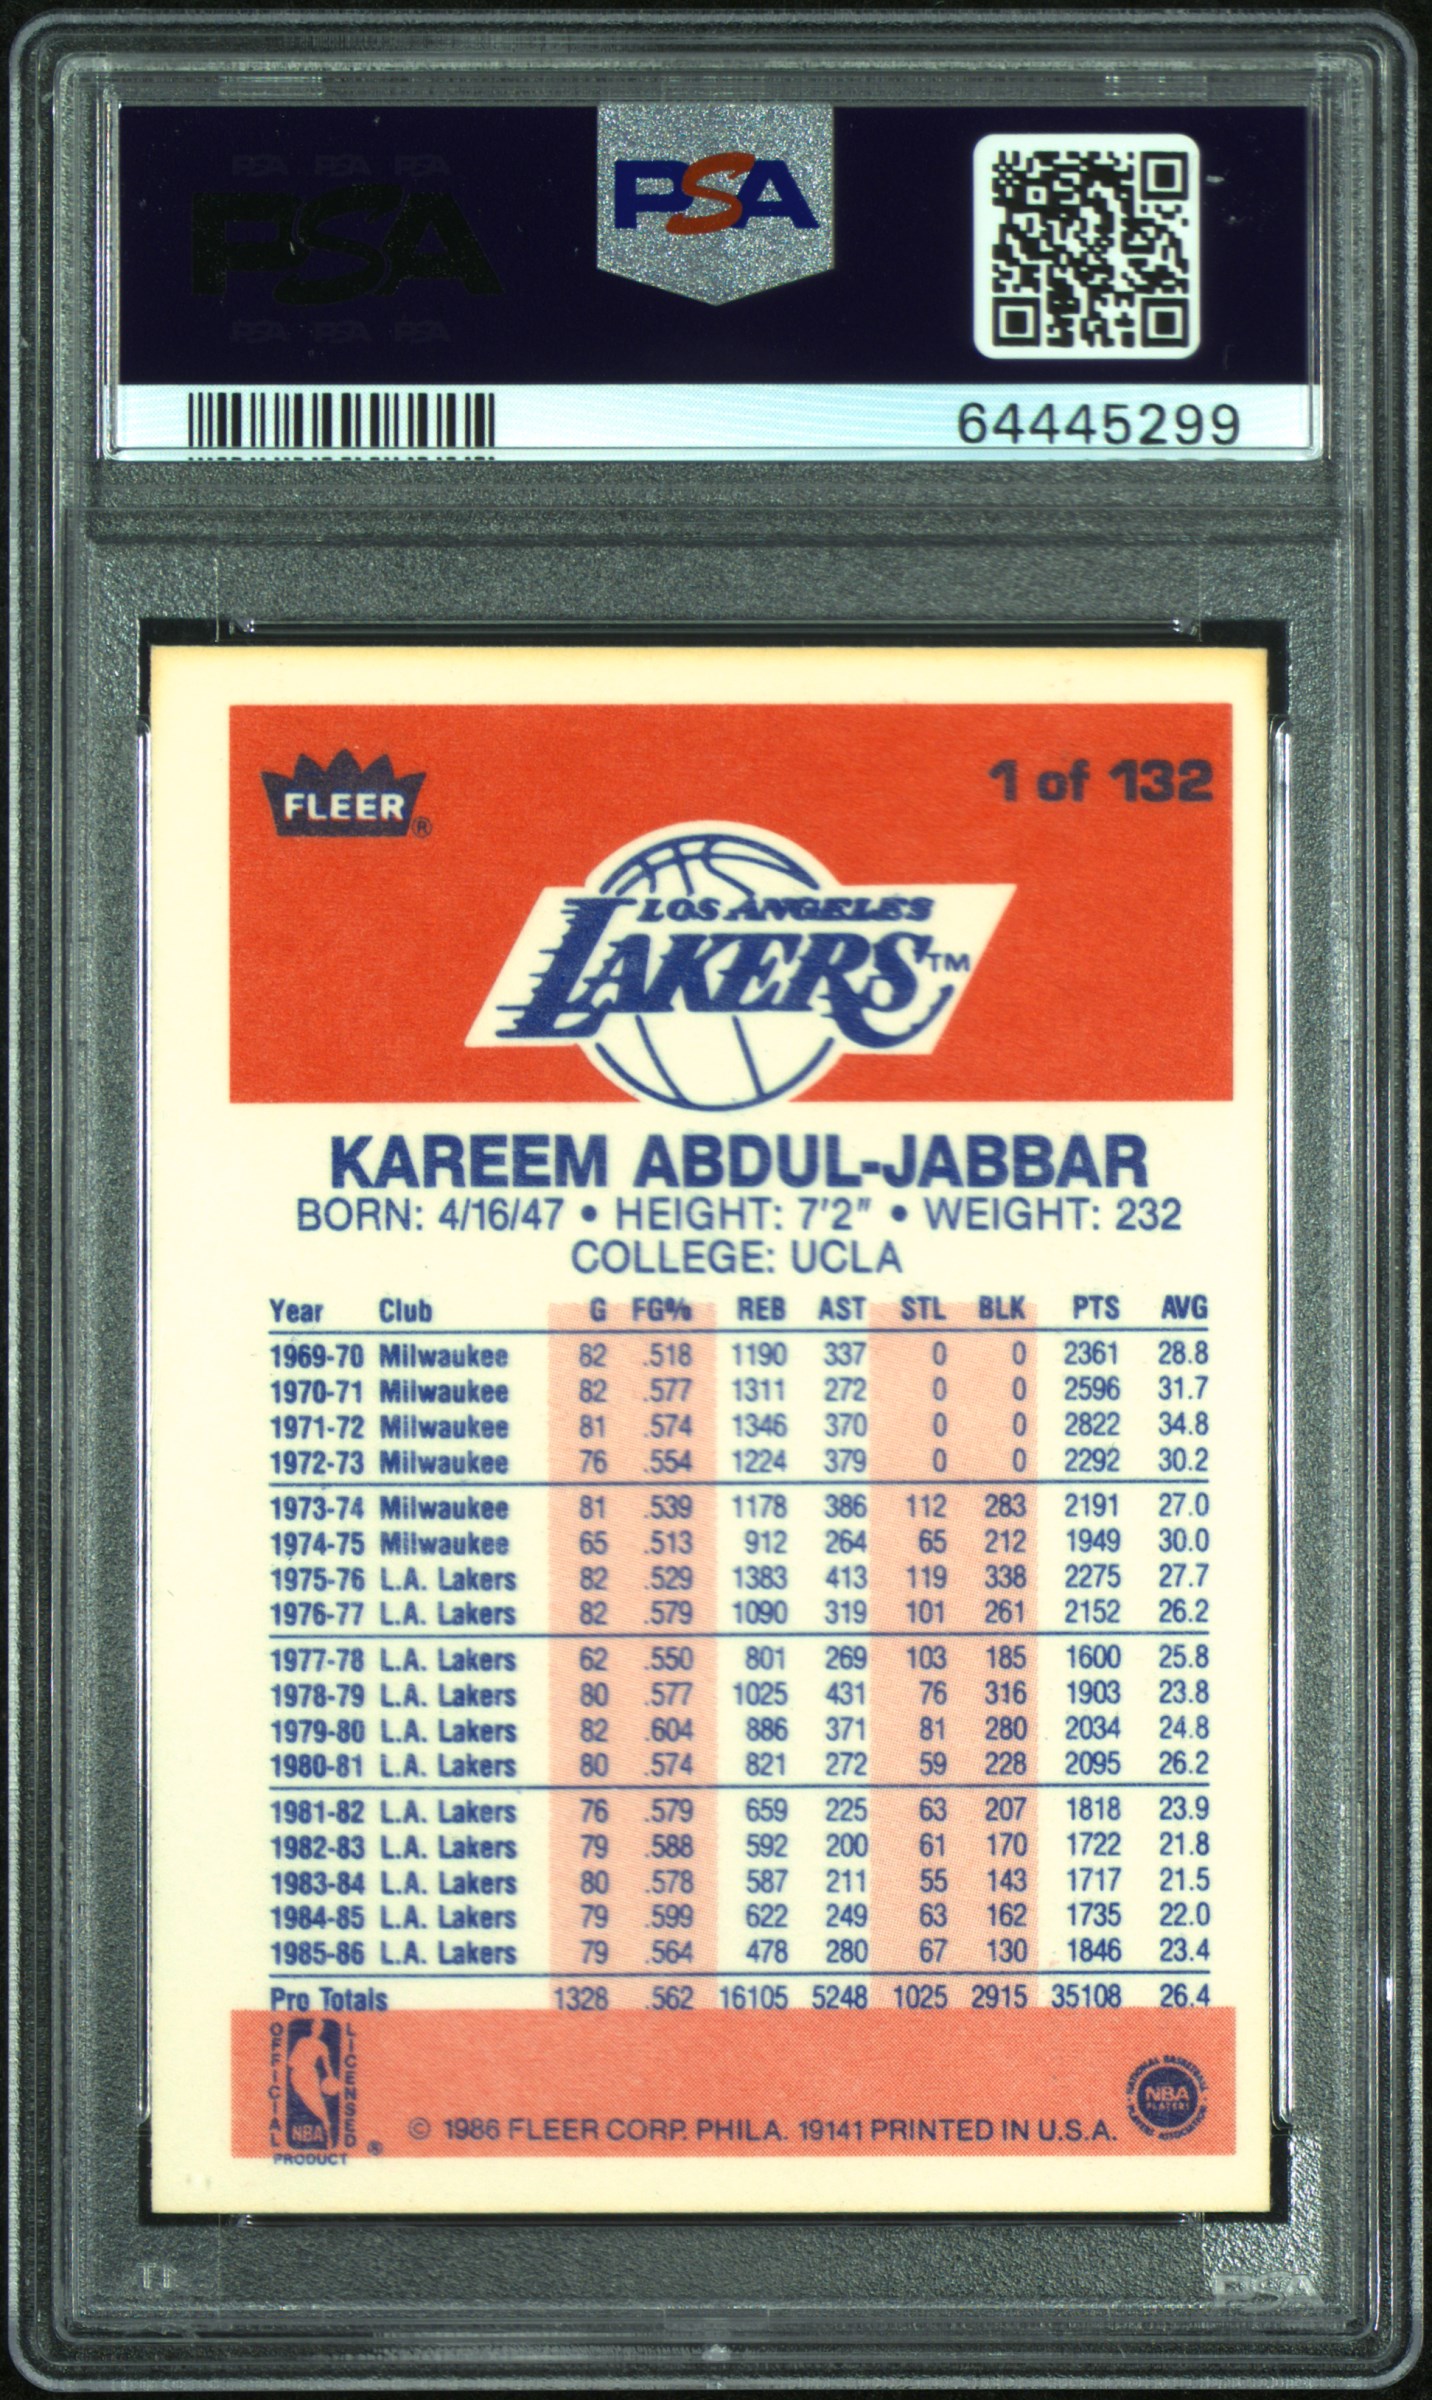 PSA PSA PSA
PSA
PSA PSA PSA
PSA
64445299
FLEER®
1 of 132
LOS ANGELES
LAKERS™
KAREEM ABDUL-JABBAR
BORN: 4/16/47 • HEIGHT: 7'2" • WEIGHT: 232
COLLEGE: UCLA
Year Club G FG% REB AST STL BLK PTS AVG
1969-70 Milwaukee 82 .518 1190 337 0 0 2361 28.8
1970-71 Milwaukee 82 .577 1311 272 0 0 2596 31.7
1971-72 Milwaukee 81 .574 1346 370 0 0 2822 34.8
1972-73 Milwaukee 76 .554 1224 379 0 0 2292 30.2
1973-74 Milwaukee 81 .539 1178 386 112 283 2191 27.0
1974-75 Milwaukee 65 .513 912 264 65 212 1949 30.0
1975-76 L.A. Lakers 82 .529 1383 413 119 338 2275 27.7
1976-77 L.A. Lakers 82 .579 1090 319 101 261 2152 26.2
1977-78 L.A. Lakers 62 .550 801 269 103 185 1600 25.8
1978-79 L.A. Lakers 80 .577 1025 431 76 316 1903 23.8
1979-80 L.A. Lakers 82 .604 886 371 81 280 2034 24.8
1980-81 L.A. Lakers 80 .574 821 272 59 228 2095 26.2
1981-82 L.A. Lakers 76 .579 659 225 63 207 1818 23.9
1982-83 L.A. Lakers 79 .588 592 200 61 170 1722 21.8
1983-84 L.A. Lakers 80 .578 587 211 55 143 1717 21.5
1984-85 L.A. Lakers 79 .599 622 249 63 162 1735 22.0
1985-86 L.A. Lakers 79 .564 478 280 67 130 1846 23.4
Pro Totals 1328 .562 16105 5248 1025 2915 35108 26.4
OFFICIAL LICENSED
NBA
PRODUCT ®
© 1986 FLEER CORP. PHILA. 19141 PRINTED IN U.S.A.
NATIONAL BASKETBALL
NBA
PLAYERS
PLAYERS ASSOCIATION
PSA